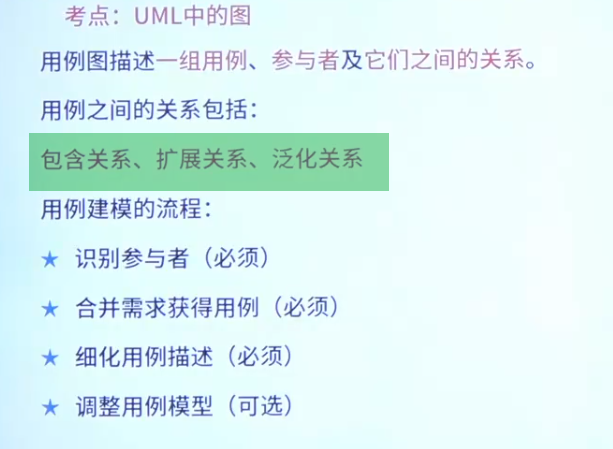 考点：UML中的图
用例图描述一组用例、参与者及它们之间的关系。
用例之间的关系包括：
包含关系、扩展关系、泛化关系
用例建模的流程：
★ 识别参与者（必须）
★ 合并需求获得用例（必须）
★ 细化用例描述（必须）
★ 调整用例模型（可选）